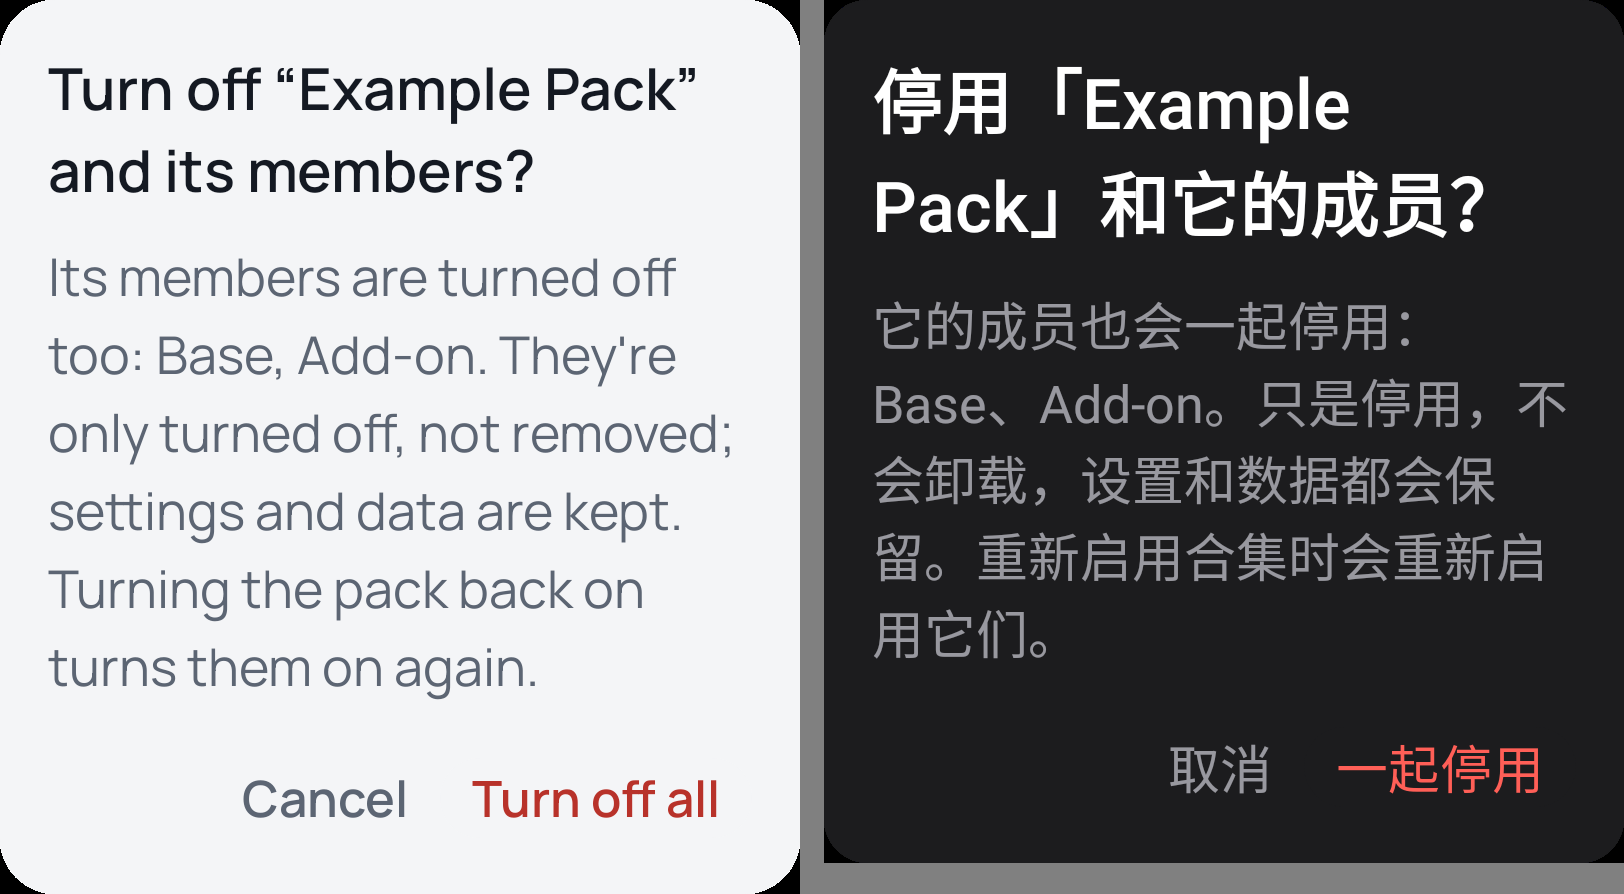 Turn off “Example Pack”
and its members?
Its members are turned off
too: Base, Add-on. They're
only turned off, not removed;
settings and data are kept.
Turning the pack back on
turns them on again.
Cancel
Turn off all
停用「Example
Pack」和它的成员？
它的成员也会一起停用：
Base、Add-on。只是停用，不
会卸载，设置和数据都会保
留。重新启用合集时会重新启
用它们。
取消
一起停用